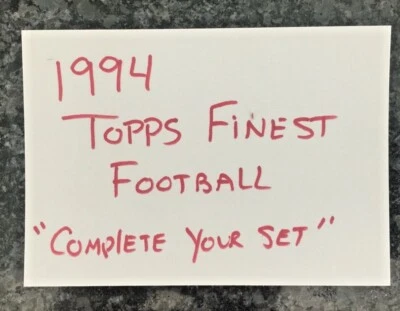 1994
TOPPS FINEST
FOOTBALL
"COMPLETE YOUR SET"